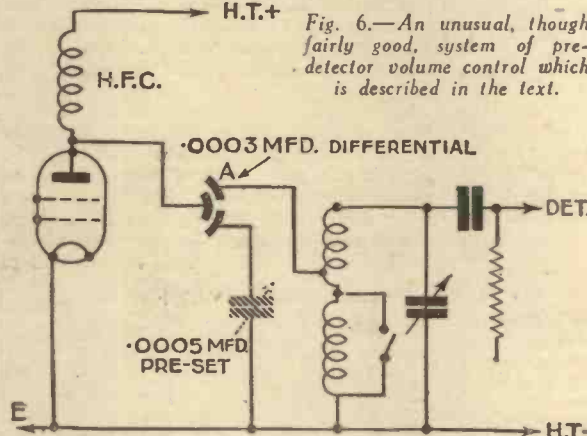 H.T.+
Fig. 6.—An unusual, though
fairly good, system of pre-
detector volume control which
is described in the text.
H.F.C.
·0003 MFD. DIFFERENTIAL
A
DET.
·0005 MFD
PRE-SET
E
H.T-